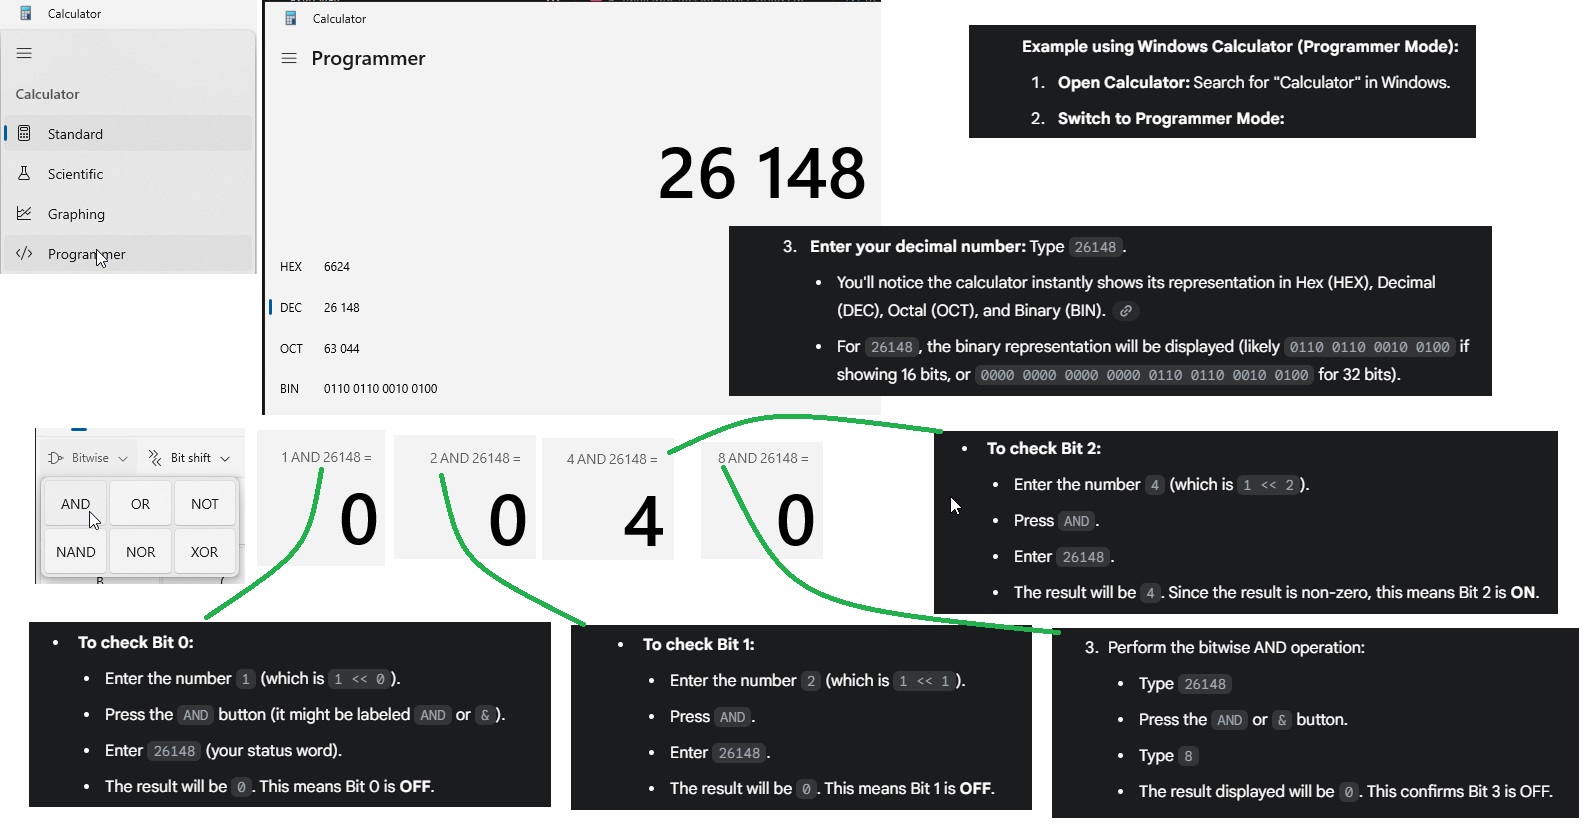 Calculator
Calculator
Standard
Scientific
Graphing
Programmer
Calculator
Programmer
26 148
HEX 6624
DEC 26 148
OCT 63 044
BIN 0110 0110 0010 0100
Example using Windows Calculator (Programmer Mode):
1. Open Calculator: Search for "Calculator" in Windows.
2. Switch to Programmer Mode:
3. Enter your decimal number: Type 26148.
• You'll notice the calculator instantly shows its representation in Hex (HEX), Decimal
(DEC), Octal (OCT), and Binary (BIN).
• For 26148, the binary representation will be displayed (likely 0110 0110 0010 0100 if
showing 16 bits, or 0000 0000 0000 0000 0110 0110 0010 0100 for 32 bits).
Bitwise Bit shift
AND OR NOT
NAND NOR XOR
1 AND 26148 =
0
2 AND 26148 =
0
4 AND 26148 =
4
8 AND 26148 =
0
• To check Bit 2:
• Enter the number 4 (which is 1 << 2).
• Press AND.
• Enter 26148.
• The result will be 4. Since the result is non-zero, this means Bit 2 is ON.
• To check Bit 0:
• Enter the number 1 (which is 1 << 0).
• Press the AND button (it might be labeled AND or &).
• Enter 26148 (your status word).
• The result will be 0. This means Bit 0 is OFF.
• To check Bit 1:
• Enter the number 2 (which is 1 << 1).
• Press AND.
• Enter 26148.
• The result will be 0. This means Bit 1 is OFF.
3. Perform the bitwise AND operation:
• Type 26148
• Press the AND or & button.
• Type 8
• The result displayed will be 0. This confirms Bit 3 is OFF.